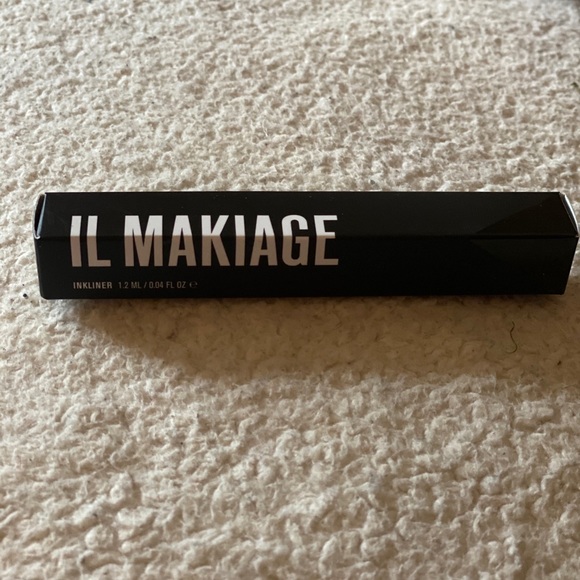 IL MAKIAGE
INKLINER 1.2 ML / 0.04 FL OZ ℮